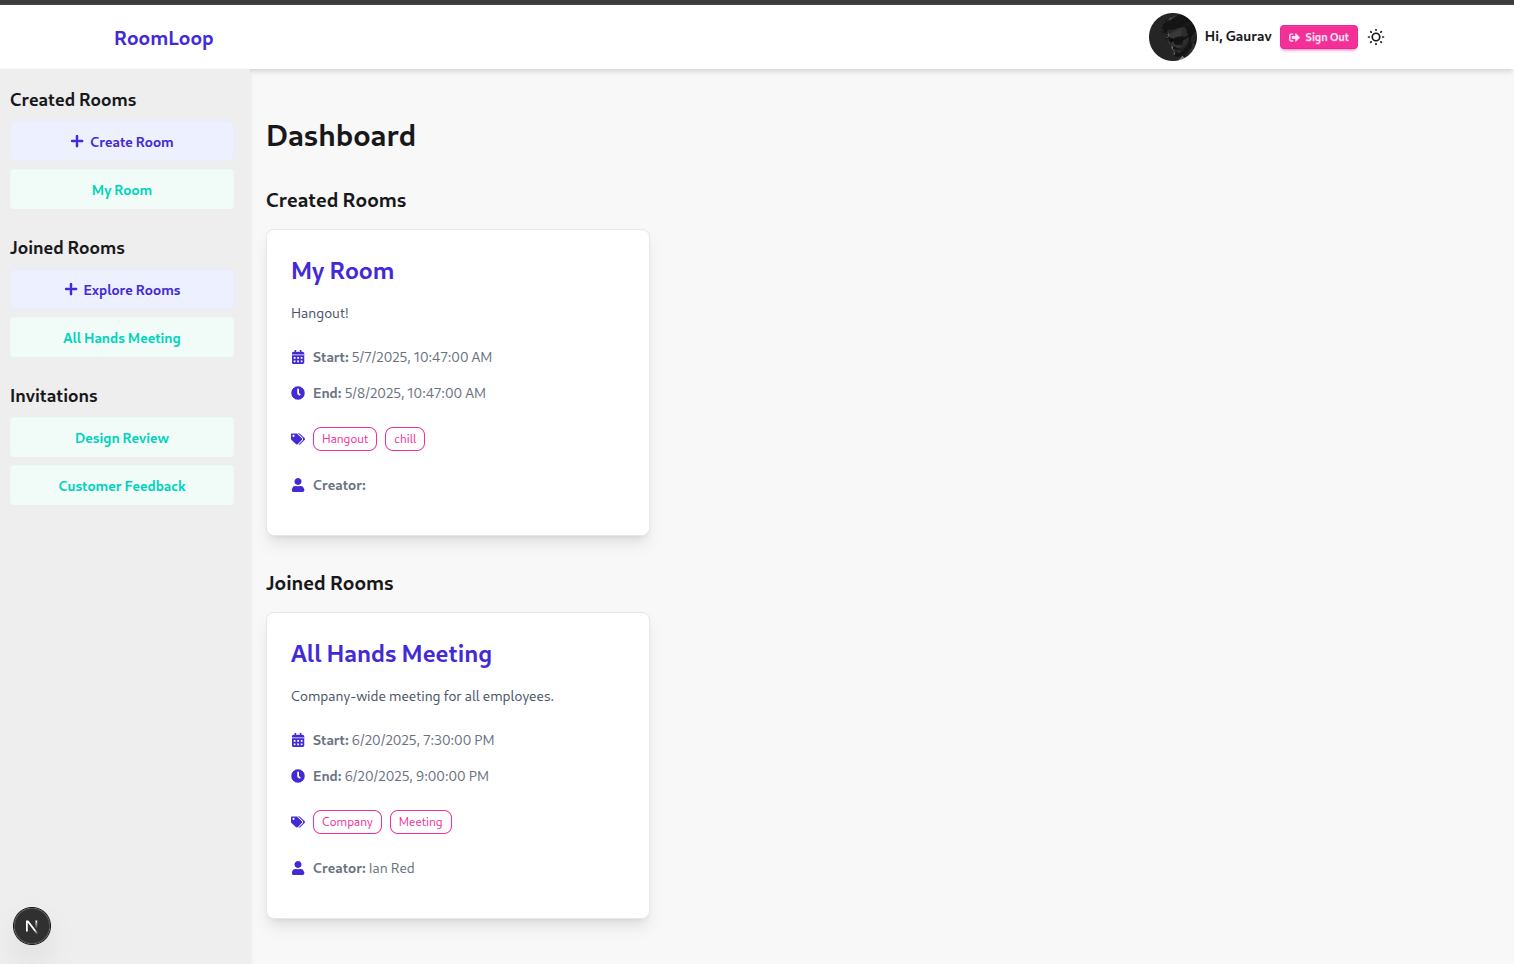 RoomLoop
Hi, Gaurav
Sign Out
Created Rooms
+ Create Room
My Room
Joined Rooms
+ Explore Rooms
All Hands Meeting
Invitations
Design Review
Customer Feedback
Dashboard
Created Rooms
My Room
Hangout!
Start: 5/7/2025, 10:47:00 AM
End: 5/8/2025, 10:47:00 AM
Hangout chill
Creator:
Joined Rooms
All Hands Meeting
Company-wide meeting for all employees.
Start: 6/20/2025, 7:30:00 PM
End: 6/20/2025, 9:00:00 PM
Company Meeting
Creator: Ian Red
N